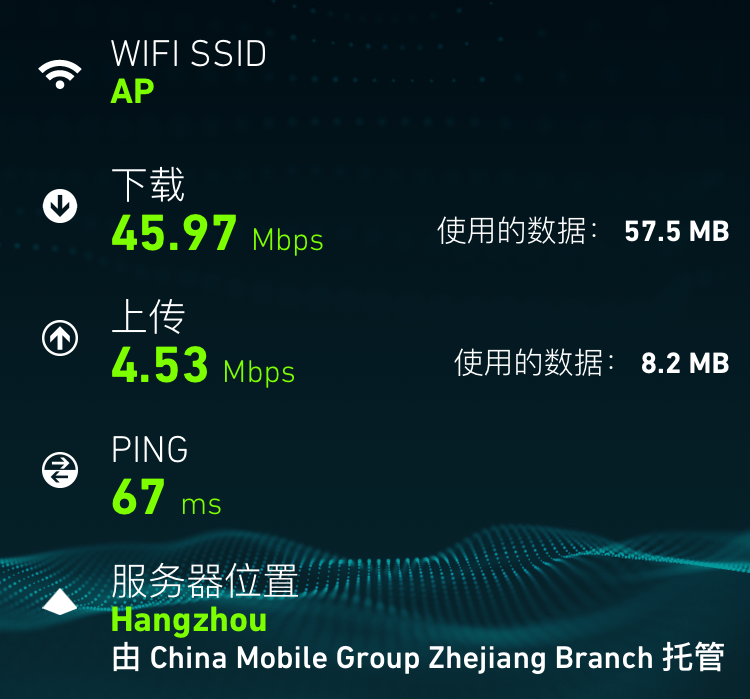 WIFI SSID
AP
下载
45.97 Mbps 使用的数据： 57.5 MB
上传
4.53 Mbps 使用的数据： 8.2 MB
PING
67 ms
服务器位置
Hangzhou
由 China Mobile Group Zhejiang Branch 托管